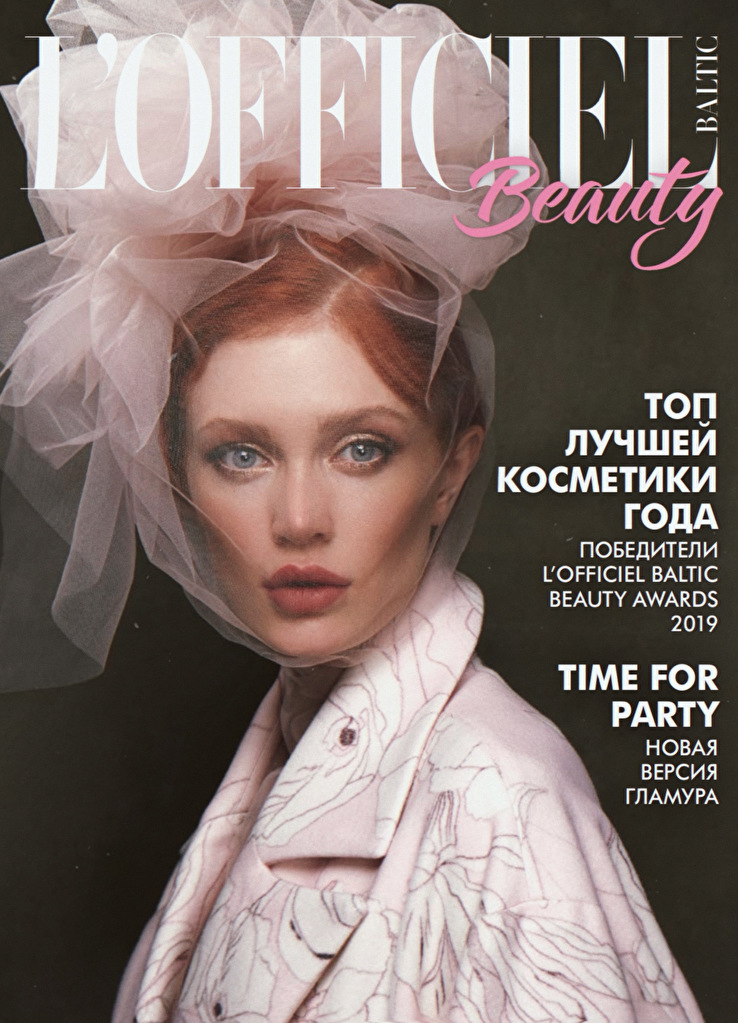 L'OFFICIEL
BALTIC
Beauty
ТОП
ЛУЧШЕЙ
КОСМЕТИКИ
ГОДА
ПОБЕДИТЕЛИ
L'OFFICIEL BALTIC
BEAUTY AWARDS
2019
TIME FOR
PARTY
НОВАЯ
ВЕРСИЯ
ГЛАМУРА